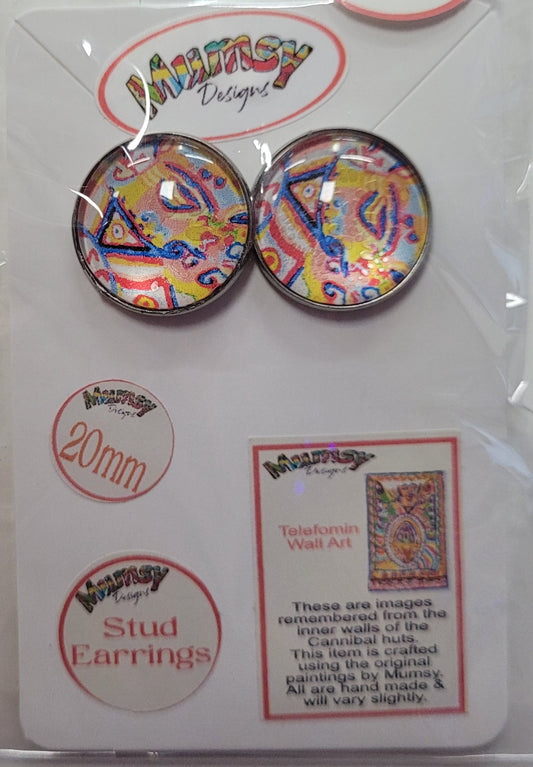 Mumsy
Designs
Mumsy
Designs
20mm
Mumsy
Designs
Stud
Earrings
Mumsy
Designs
Telefomin
Wall Art
These are images
remembered from the
inner walls of the
Cannibal huts.
This item is crafted
using the original
paintings by Mumsy.
All are hand made &
will vary slightly.